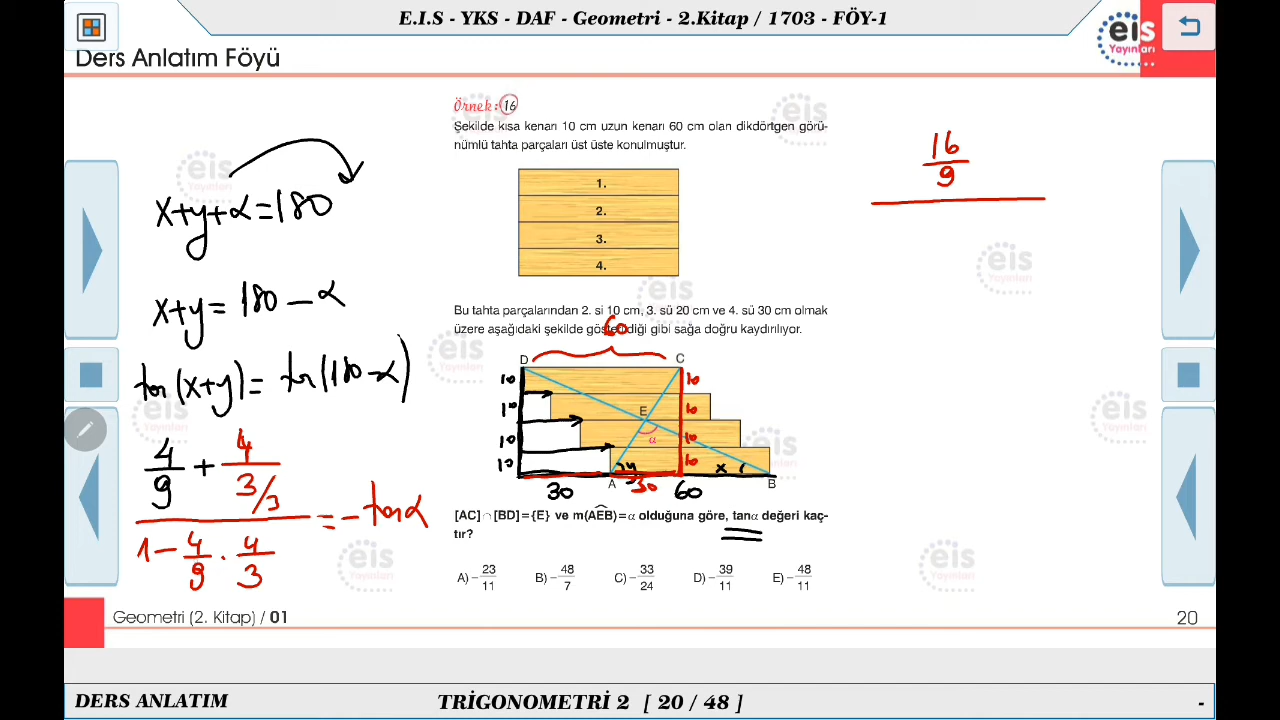 E.I.S - YKS - DAF - Geometri - 2.Kitap / 1703 - FÖY-1
eis
Yayınları
Ders Anlatım Föyü
Örnek: 16
Şekilde kısa kenarı 10 cm uzun kenarı 60 cm olan dikdörtgen görü-
nümlü tahta parçaları üst üste konulmuştur.
1.
2.
3.
4.
Bu tahta parçalarından 2. si 10 cm, 3. sü 20 cm ve 4. sü 30 cm olmak
üzere aşağıdaki şekilde gösterildiği gibi sağa doğru kaydırılıyor.
60
D C
10 10
10 10
E
α
10 10
10 y 10 x
30 A 30 60 B
[AC]∩[BD]={E} ve m(AEB)=α olduğuna göre, tanα değeri kaç-
tır?
A) -23/11 B) -48/7 C) -33/24 D) -39/11 E) -48/11
x+y+α=180
x+y= 180-α
tan(x+y)= tan(180-α)
4/9 + 4/3/3
1 - 4/9 . 4/3
= - tanα
16/9
Geometri (2. Kitap) / 01
20
DERS ANLATIM
TRİGONOMETRİ 2 [ 20 / 48 ]
-